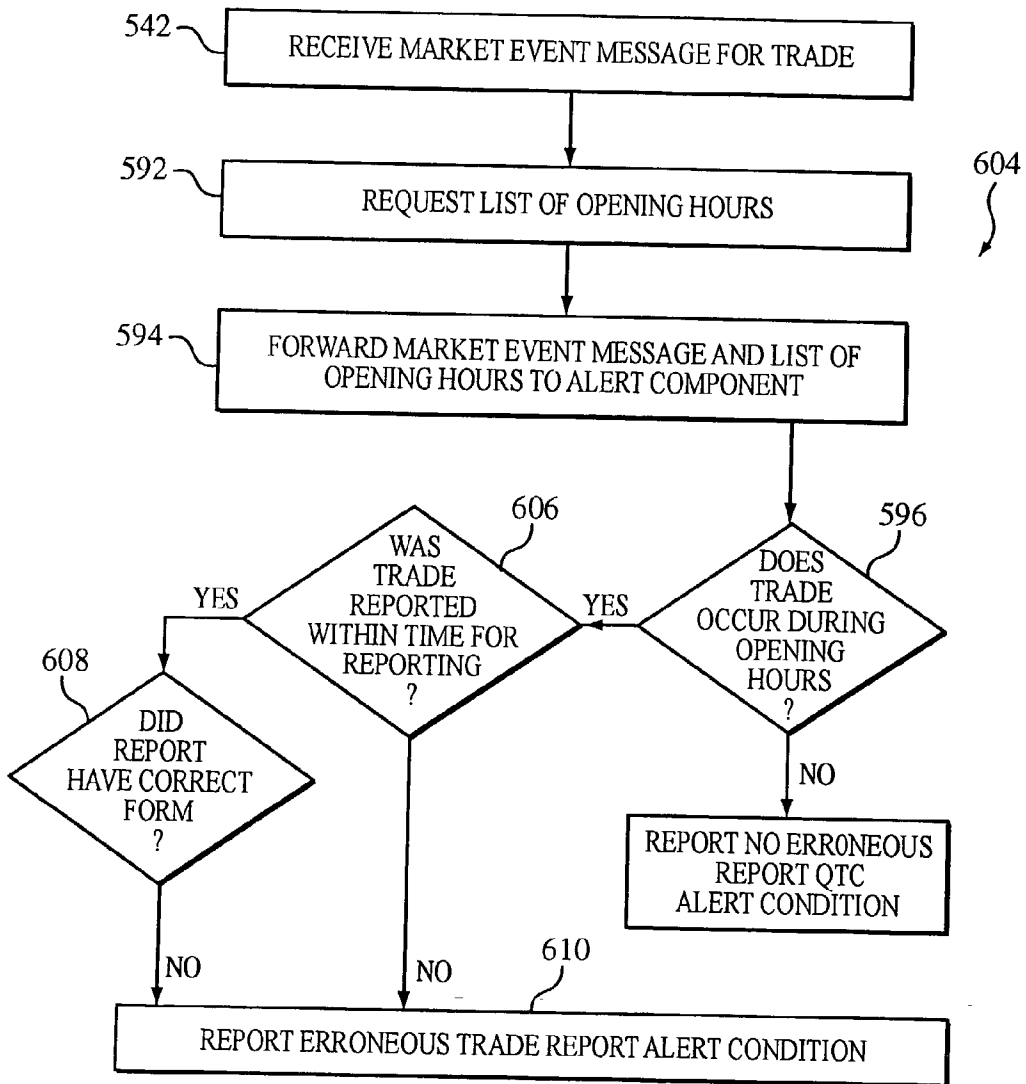 542
RECEIVE MARKET EVENT MESSAGE FOR TRADE
592
REQUEST LIST OF OPENING HOURS
604
594
FORWARD MARKET EVENT MESSAGE AND LIST OF
OPENING HOURS TO ALERT COMPONENT
606
WAS
TRADE
REPORTED
WITHIN TIME FOR
REPORTING
?
596
DOES
TRADE
OCCUR DURING
OPENING
HOURS
?
YES
YES
608
DID
REPORT
HAVE CORRECT
FORM
?
NO
REPORT NO ERR0NEOUS
REPORT QTC
ALERT CONDITION
NO
NO
610
REPORT ERRONEOUS TRADE REPORT ALERT CONDITION